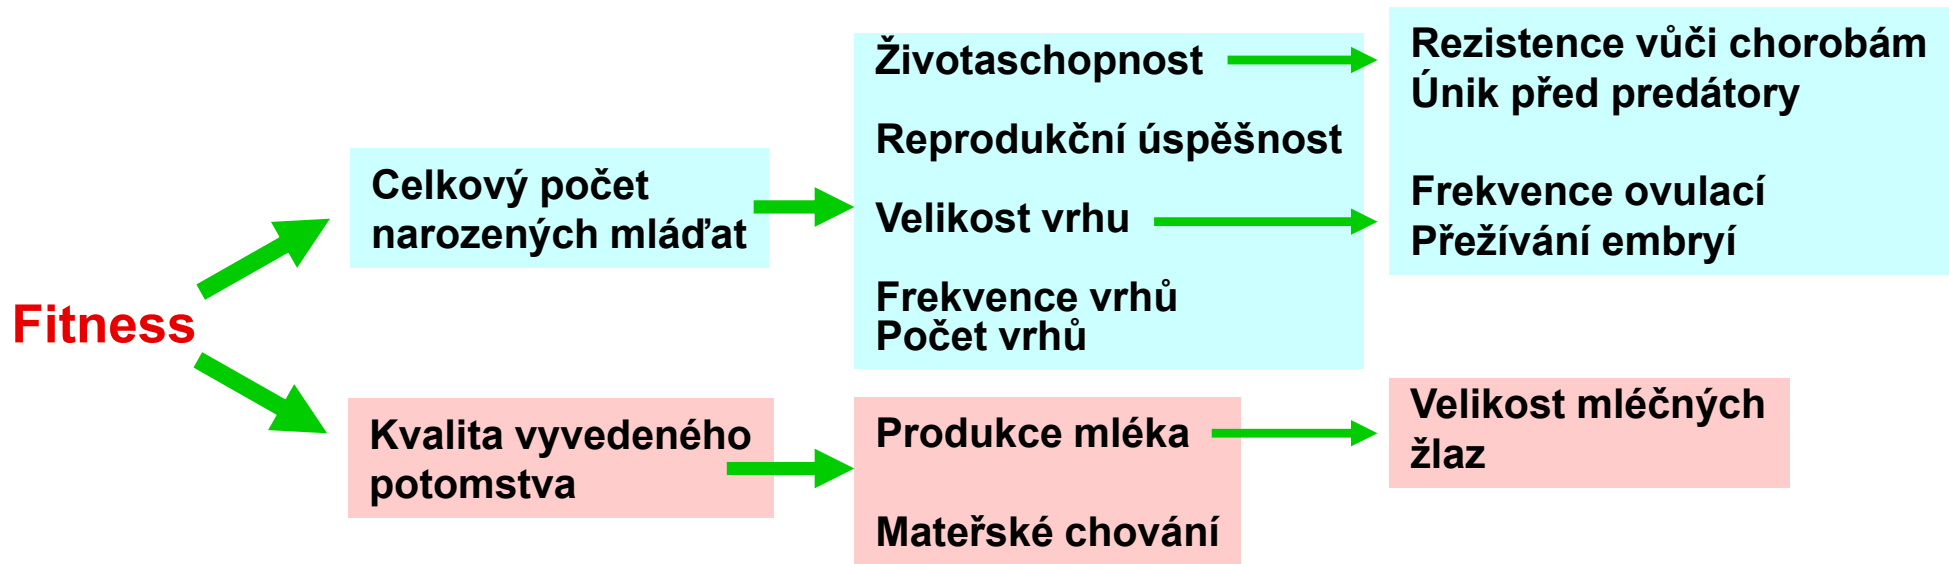 Fitness
Celkový počet
narozených mláďat
Životaschopnost
Reprodukční úspěšnost
Velikost vrhu
Frekvence vrhů
Počet vrhů
Rezistence vůči chorobám
Únik před predátory
Frekvence ovulací
Přežívání embryí
Kvalita vyvedeného
potomstva
Produkce mléka
Mateřské chování
Velikost mléčných
žlaz